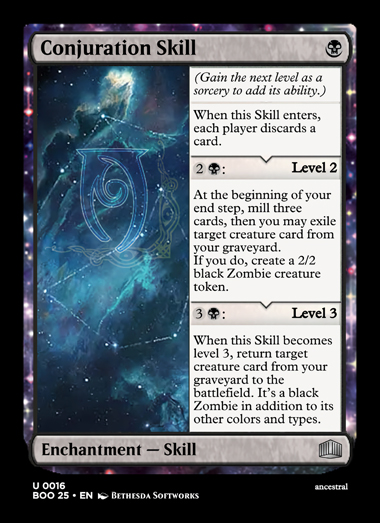 Conjuration Skill
(Gain the next level as a
sorcery to add its ability.)
When this Skill enters,
each player discards a
card.
2 : Level 2
At the beginning of your
end step, mill three
cards, then you may exile
target creature card from
your graveyard.
If you do, create a 2/2
black Zombie creature
token.
3 : Level 3
When this Skill becomes
level 3, return target
creature card from your
graveyard to the
battlefield. It's a black
Zombie in addition to its
other colors and types.
Enchantment — Skill
U 0016
BOO 25 • EN Bethesda Softworks
ancestral